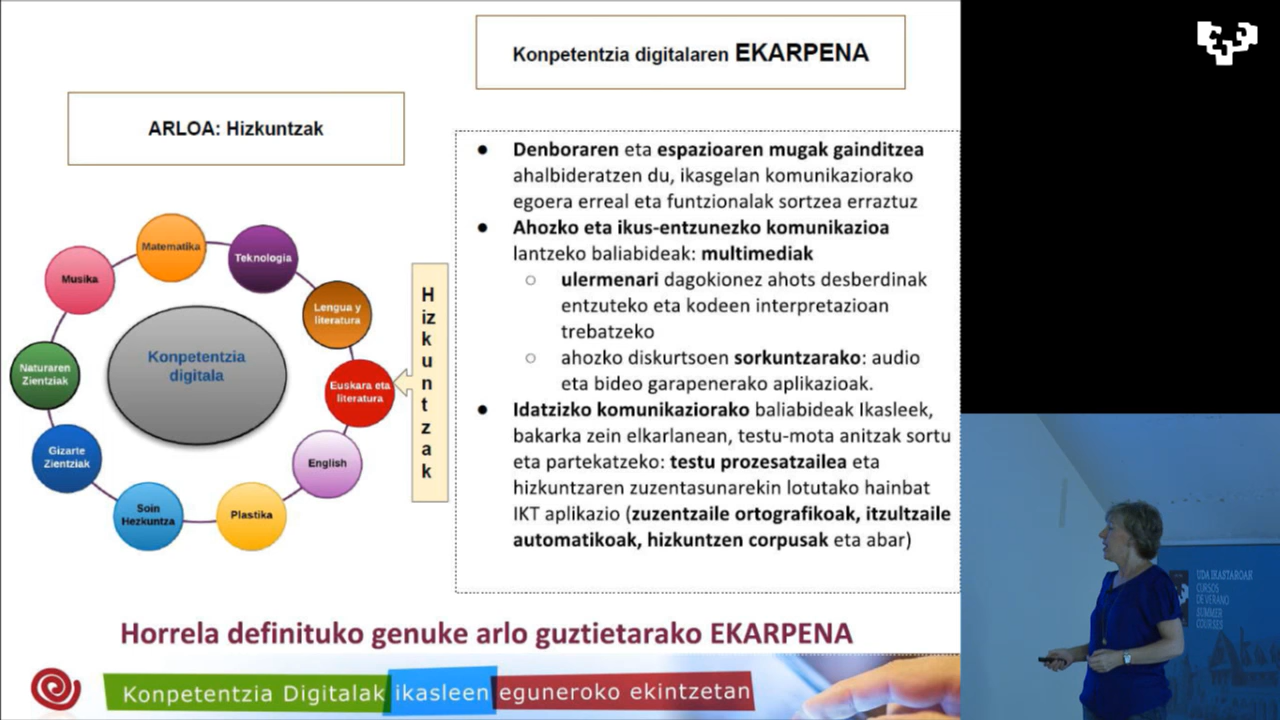 Konpetentzia digitalaren EKARPENA
ARLOA: Hizkuntzak
Matematika
Teknologia
Musika
Lengua y
literatura
Konpetentzia
digitala
Naturaren
Zientziak
Euskara eta
literatura
Gizarte
Zientziak
English
Soin
Hezkuntza
Plastika
H
iz
k
u
n
t
z
a
k
● Denboraren eta espazioaren mugak gainditzea
ahalbideratzen du, ikasgelan komunikaziorako
egoera erreal eta funtzionalak sortzea erraztuz
● Ahozko eta ikus-entzunezko komunikazioa
lantzeko baliabideak: multimediak
○ ulermenari dagokionez ahots desberdinak
entzuteko eta kodeen interpretazioan
trebatzeko
○ ahozko diskurtsoen sorkuntzarako: audio
eta bideo garapenerako aplikazioak.
● Idatzizko komunikaziorako baliabideak Ikasleek,
bakarka zein elkarlanean, testu-mota anitzak sortu
eta partekatzeko: testu prozesatzailea eta
hizkuntzaren zuzentasunarekin lotutako hainbat
IKT aplikazio (zuzentzaile ortografikoak, itzultzaile
automatikoak, hizkuntzen corpusak eta abar)
Horrela definituko genuke arlo guztietarako EKARPENA
Konpetentzia Digitalak ikasleen eguneroko ekintzetan
UDA IKASTAROAK
CURSOS
DE VERANO
SUMMER
COURSES